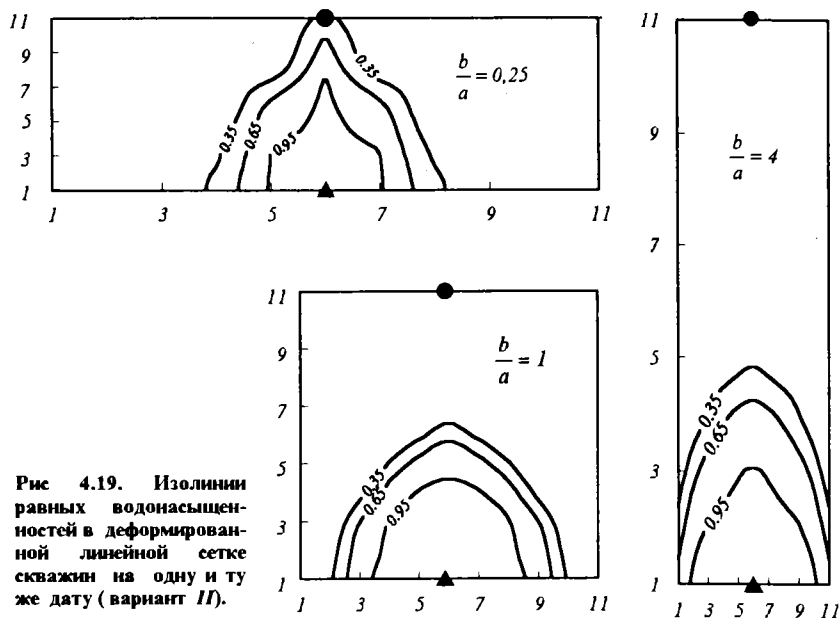 11
9
7
5
3
1
0.35
0.65
0.95
0.35
b/a = 0,25
1 3 5 7 9 11
11
9
7
5
3
1
0.35
0.65
0.95
b/a = 1
1 3 5 7 9 11
11
9
7
5
3
1
b/a = 4
0.35
0.65
0.95
1 3 5 7 9 11
Рис 4.19. Изолинии
равных водонасыщен-
ностей в деформирован-
ной линейной сетке
скважин на одну и ту
же дату ( вариант II).